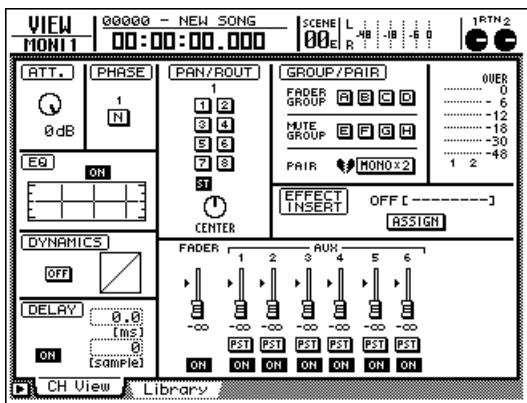 VIEW
MONI1
00000 - NEW SONG
00:00:00.000
SCENE
00E
L
R
-48 -18 -6 0
1 RTN 2
ATT.
0dB
PHASE
1
N
PAN/ROUT
1
1 2
3 4
5 6
7 8
ST
CENTER
GROUP/PAIR
FADER GROUP A B C D
MUTE GROUP E F G H
PAIR MONO×2
OVER
0
-6
-12
-18
-30
-48
1 2
EQ
ON
EFFECT INSERT OFF [---------]
ASSIGN
DYNAMICS
OFF
FADER AUX
1 2 3 4 5 6
-∞ -∞ -∞ -∞ -∞ -∞ -∞
PST PST PST PST PST PST
ON ON ON ON ON ON ON
DELAY
0.0
[ms]
0
[sample]
ON
CH View Library